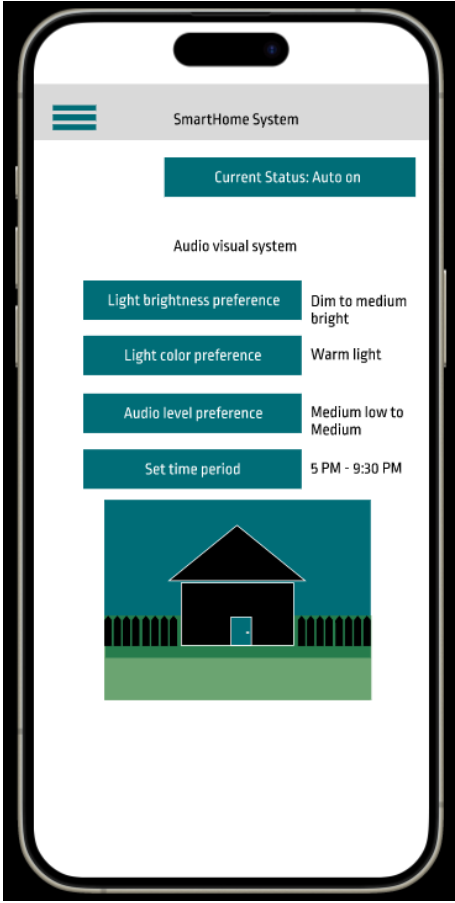 SmartHome System
Current Status: Auto on
Audio visual system
Light brightness preference
Dim to medium
bright
Light color preference
Warm light
Audio level preference
Medium low to
Medium
Set time period
5 PM - 9:30 PM